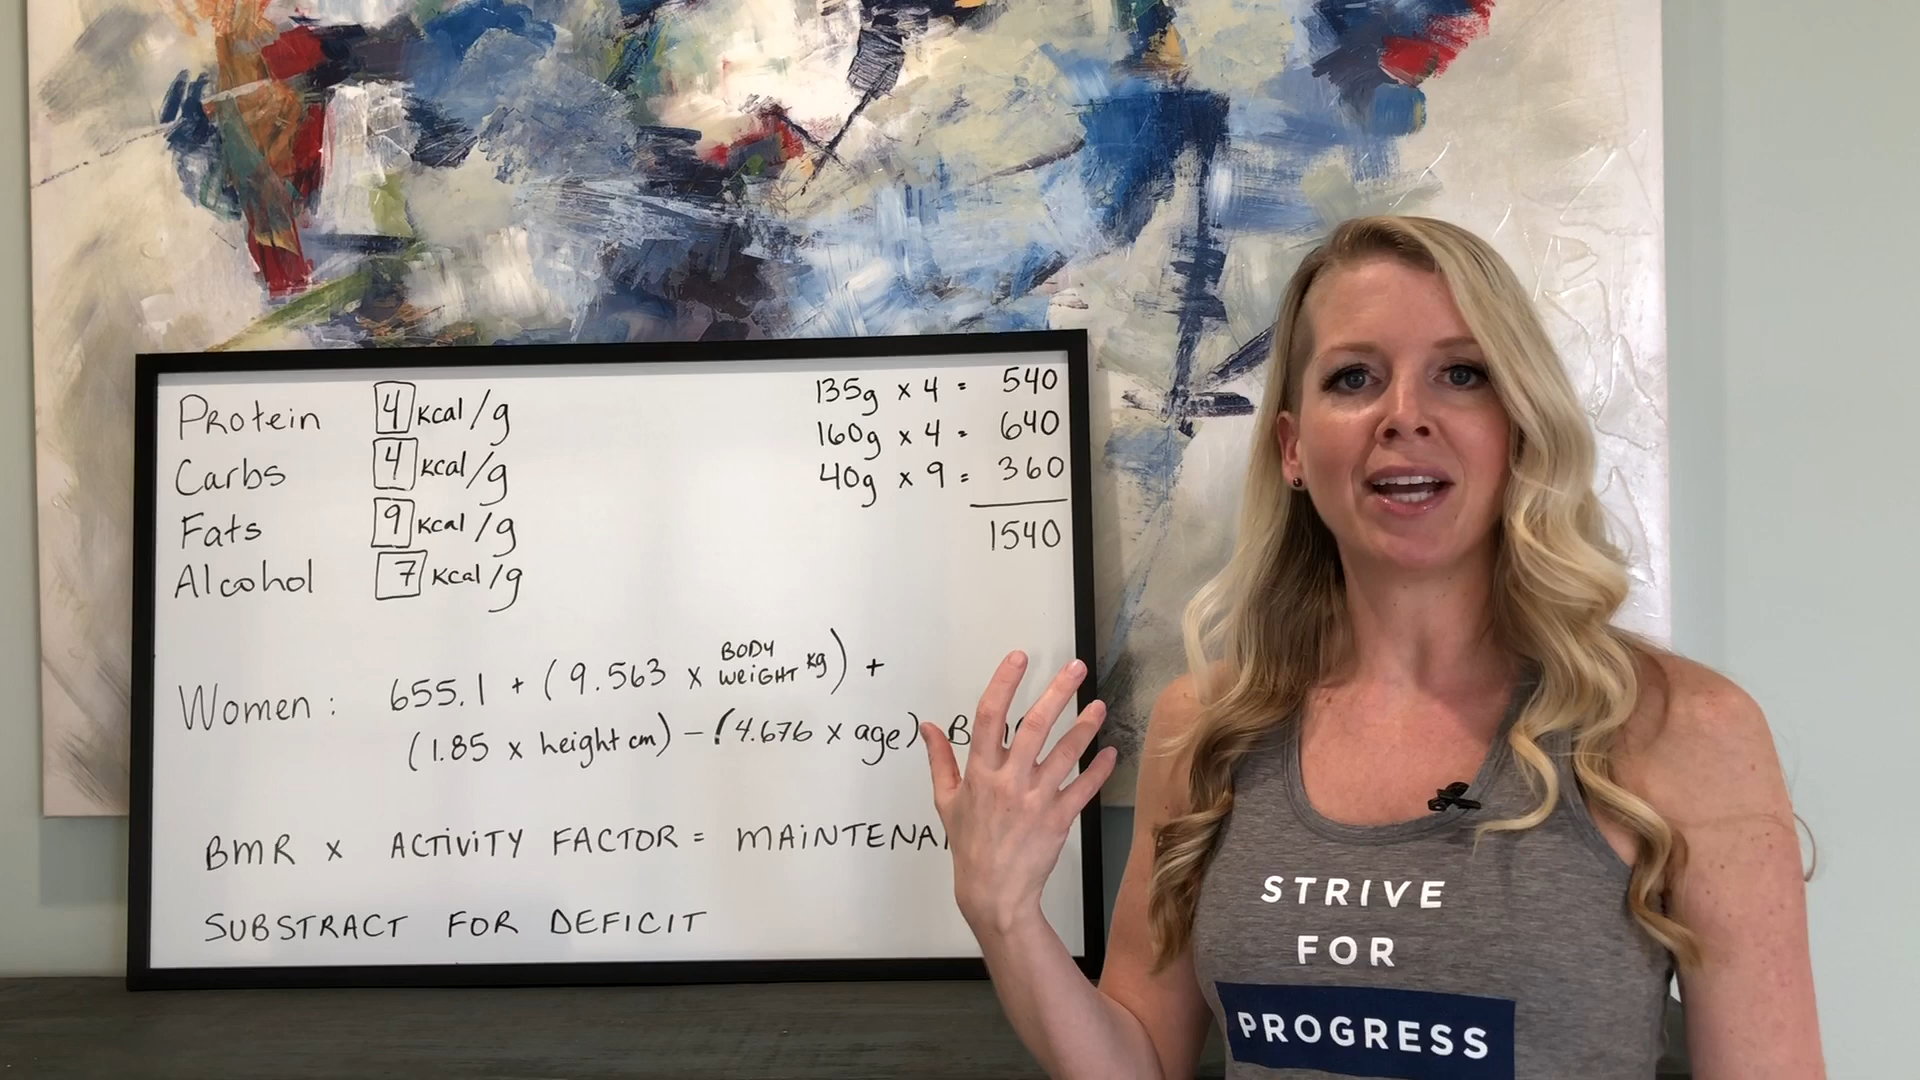 Protein 4 Kcal/g 135g x 4 = 540
Carbs 4 Kcal/g 160g x 4 = 640
Fats 9 Kcal/g 40g x 9 = 360
Alcohol 7 Kcal/g 1540
Women: 655.1 + (9.563 x BODY WEIGHT kg) +
(1.85 x height cm) - (4.676 x age)
BMR x ACTIVITY FACTOR =
SUBSTRACT FOR DEFICIT
STRIVE
FOR
PROGRESS